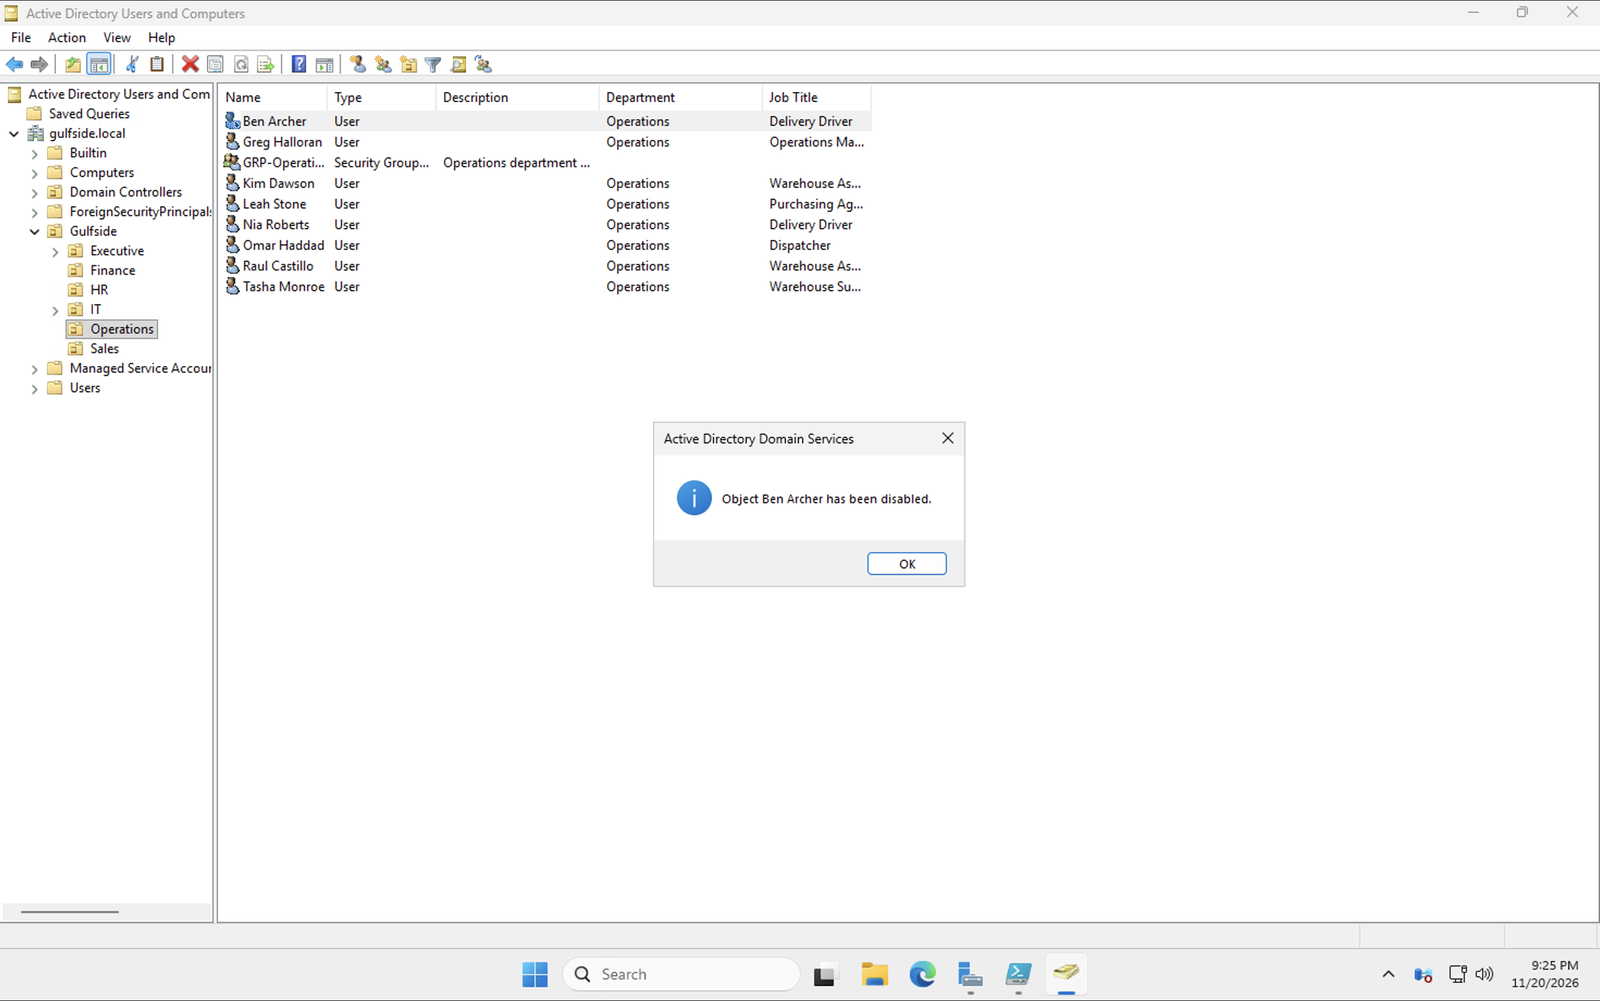 Active Directory Users and Computers
File Action View Help
Active Directory Users and Com
Saved Queries
gulfside.local
Builtin
Computers
Domain Controllers
ForeignSecurityPrincipals
Gulfside
Executive
Finance
HR
IT
Operations
Sales
Managed Service Accour
Users
Name Type Description Department Job Title
Ben Archer User Operations Delivery Driver
Greg Halloran User Operations Operations Ma...
GRP-Operati... Security Group... Operations department ...
Kim Dawson User Operations Warehouse As...
Leah Stone User Operations Purchasing Ag...
Nia Roberts User Operations Delivery Driver
Omar Haddad User Operations Dispatcher
Raul Castillo User Operations Warehouse As...
Tasha Monroe User Operations Warehouse Su...
Active Directory Domain Services
Object Ben Archer has been disabled.
OK
Search
9:25 PM
11/20/2026